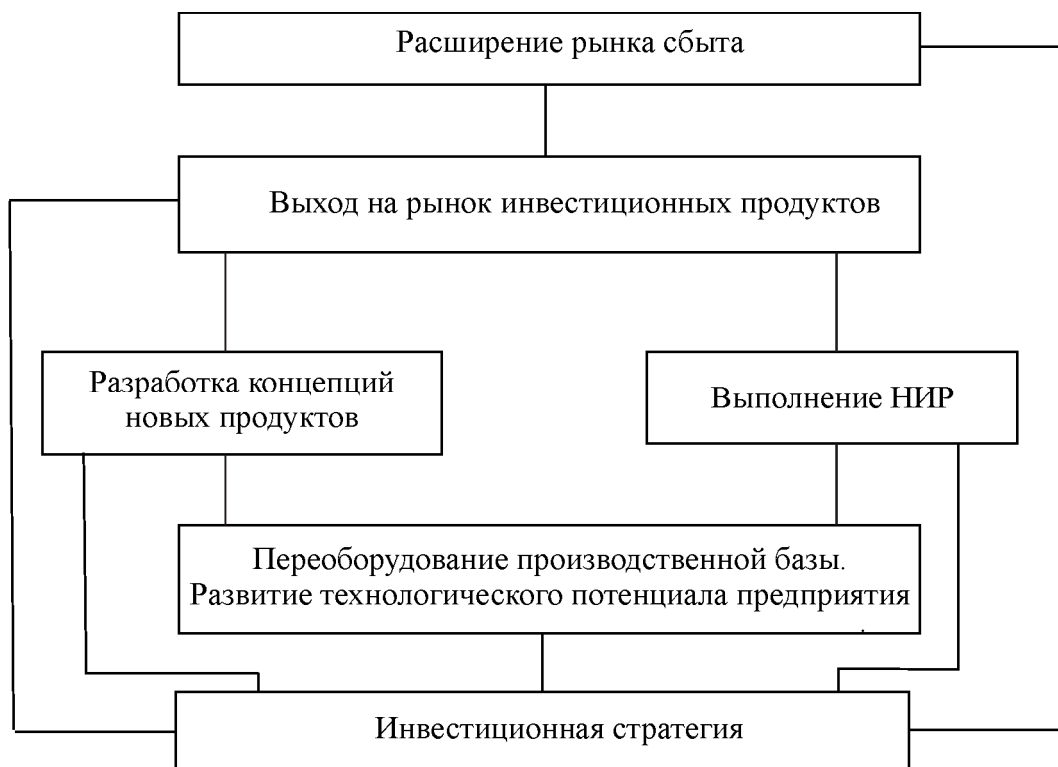 Расширение рынка сбыта
Выход на рынок инвестиционных продуктов
Разработка концепций
новых продуктов
Выполнение НИР
Переоборудование производственной базы.
Развитие технологического потенциала предприятия
Инвестиционная стратегия